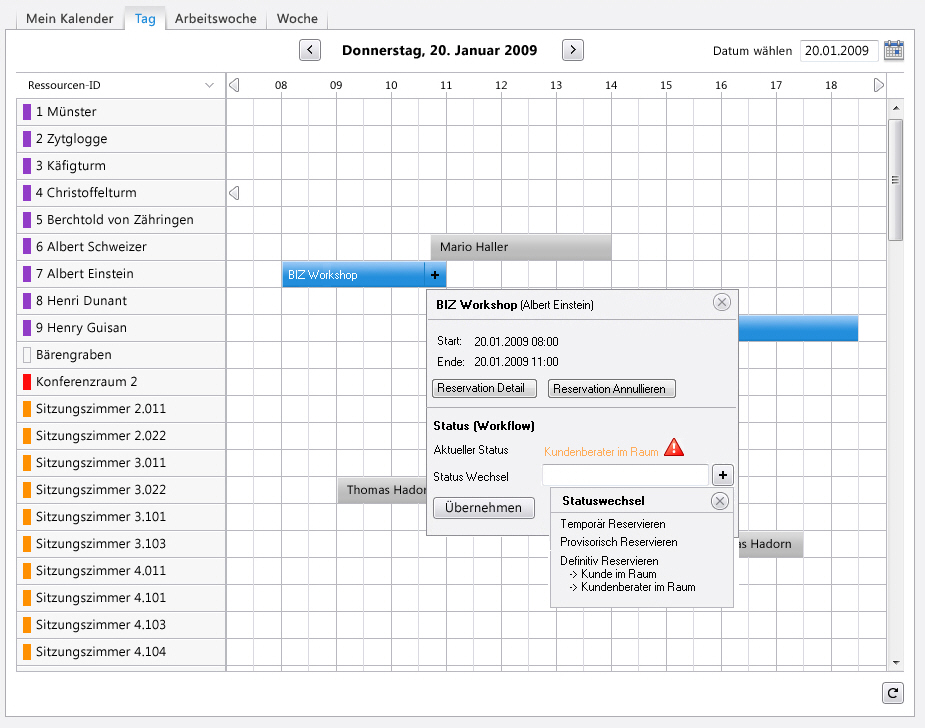 Mein Kalender Tag Arbeitswoche Woche
< Donnerstag, 20. Januar 2009 > Datum wählen 20.01.2009
Ressourcen-ID 08 09 10 11 12 13 14 15 16 17 18
1 Münster
2 Zytglogge
3 Käfigturm
4 Christoffelturm
5 Berchtold von Zähringen
6 Albert Schweizer Mario Haller
7 Albert Einstein BIZ Workshop +
8 Henri Dunant
9 Henry Guisan
Bärengraben
Konferenzraum 2
Sitzungszimmer 2.011
Sitzungszimmer 2.022
Sitzungszimmer 3.011
Sitzungszimmer 3.022 Thomas Hador
Sitzungszimmer 3.101
Sitzungszimmer 3.103 as Hadorn
Sitzungszimmer 4.011
Sitzungszimmer 4.101
Sitzungszimmer 4.103
Sitzungszimmer 4.104
BIZ Workshop (Albert Einstein)
Start: 20.01.2009 08:00
Ende: 20.01.2009 11:00
Reservation Detail Reservation Annullieren
Status (Workflow)
Aktueller Status Kundenberater im Raum
Status Wechsel +
Übernehmen
Statuswechsel
Temporär Reservieren
Provisorisch Reservieren
Definitiv Reservieren
-> Kunde im Raum
-> Kundenberater im Raum